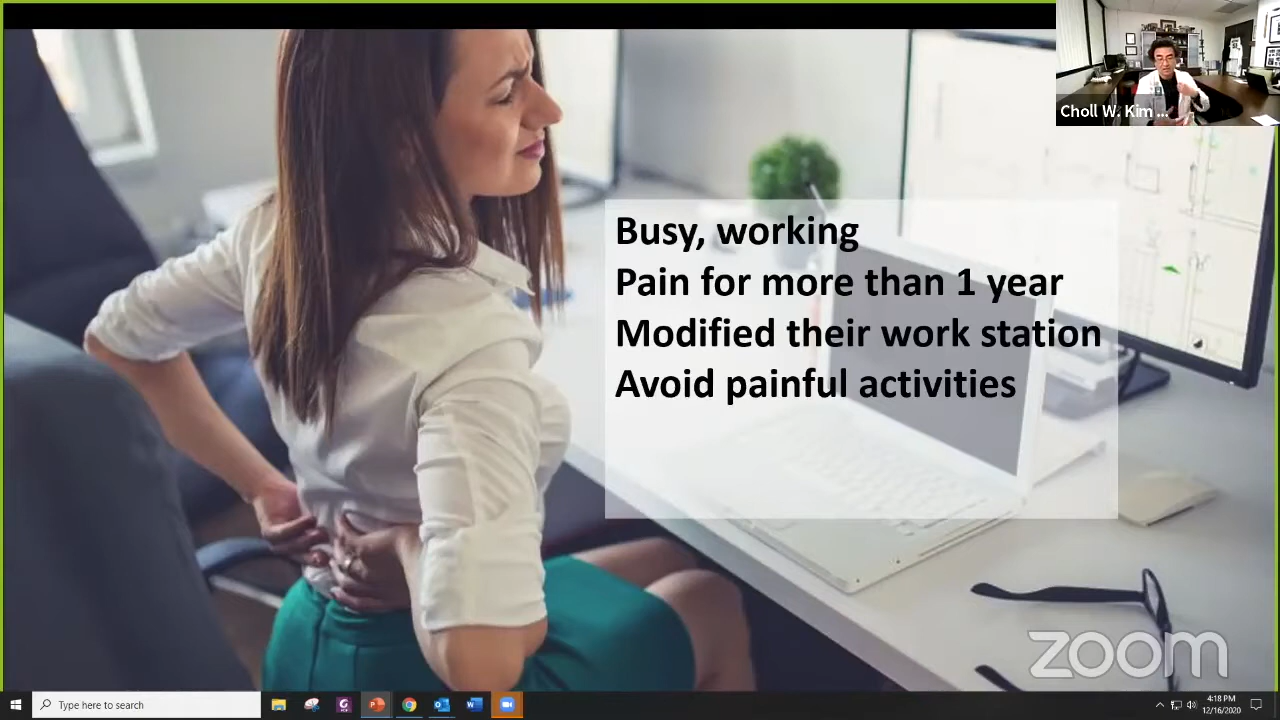 Choll W. Kim ...
Busy, working
Pain for more than 1 year
Modified their work station
Avoid painful activities
zoom
Type here to search
4:18 PM
12/16/2020